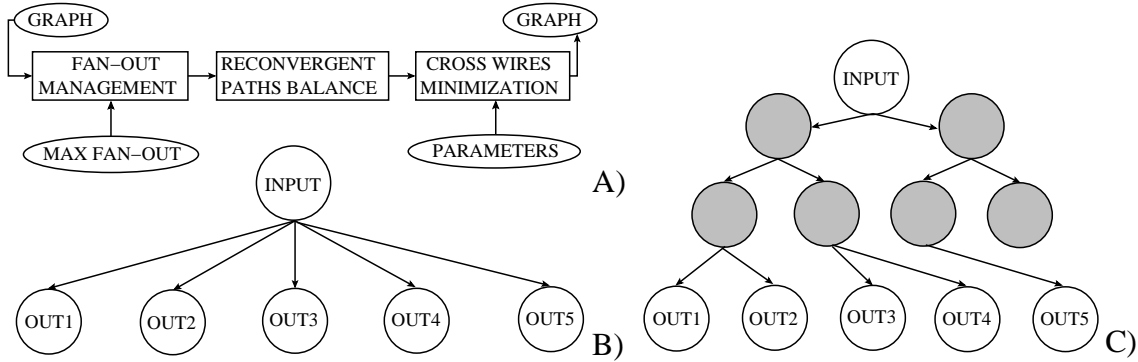 GRAPH
GRAPH
FAN−OUT
MANAGEMENT
RECONVERGENT
PATHS BALANCE
CROSS WIRES
MINIMIZATION
MAX FAN−OUT
PARAMETERS
A)
INPUT
OUT1
OUT2
OUT3
OUT4
OUT5
B)
INPUT
OUT1
OUT2
OUT3
OUT4
OUT5
C)